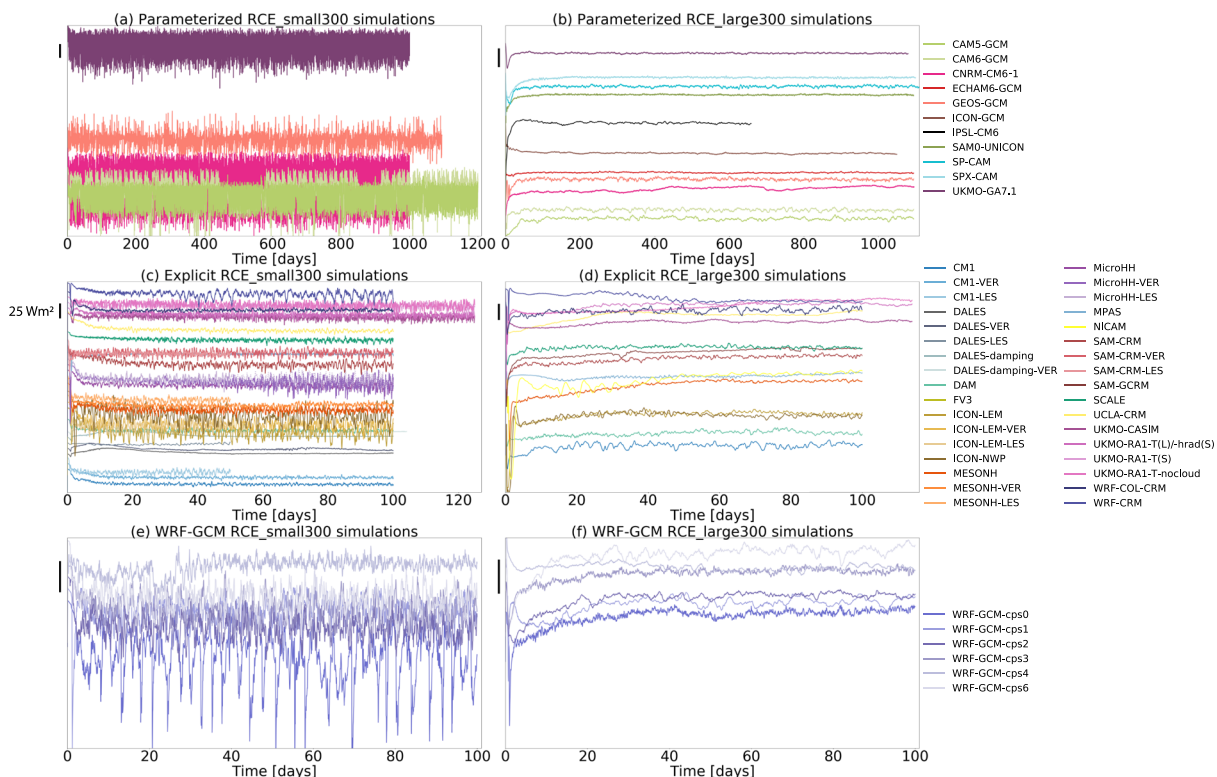 (a) Parameterized RCE_small300 simulations
0 200 400 600 800 1000 1200
Time [days]
(b) Parameterized RCE_large300 simulations
0 200 400 600 800 1000
Time [days]
CAM5-GCM
CAM6-GCM
CNRM-CM6-1
ECHAM6-GCM
GEOS-GCM
ICON-GCM
IPSL-CM6
SAM0-UNICON
SP-CAM
SPX-CAM
UKMO-GA7.1
(c) Explicit RCE_small300 simulations
25 Wm²
0 25 50 75 100 125
Time [days]
(d) Explicit RCE_large300 simulations
0 20 40 60 80 100
Time [days]
CM1
CM1-VER
CM1-LES
DALES
DALES-VER
DALES-LES
DALES-damping
DALES-damping-VER
DAM
FV3
ICON-LEM
ICON-LEM-VER
ICON-LEM-LES
ICON-NWP
MESONH
MESONH-VER
MESONH-LES
MicroHH
MicroHH-VER
MicroHH-LES
MPAS
NICAM
SAM-CRM
SAM-CRM-VER
SAM-CRM-LES
SAM-GCRM
SCALE
UCLA-CRM
UKMO-CASIM
UKMO-RA1-T(L)/-hrad(S)
UKMO-RA1-T(S)
UKMO-RA1-T-nocloud
WRF-COL-CRM
WRF-CRM
(e) WRF-GCM RCE_small300 simulations
0 20 40 60 80 100
Time [days]
(f) WRF-GCM RCE_large300 simulations
0 20 40 60 80 100
Time [days]
WRF-GCM-cps0
WRF-GCM-cps1
WRF-GCM-cps2
WRF-GCM-cps3
WRF-GCM-cps4
WRF-GCM-cps6